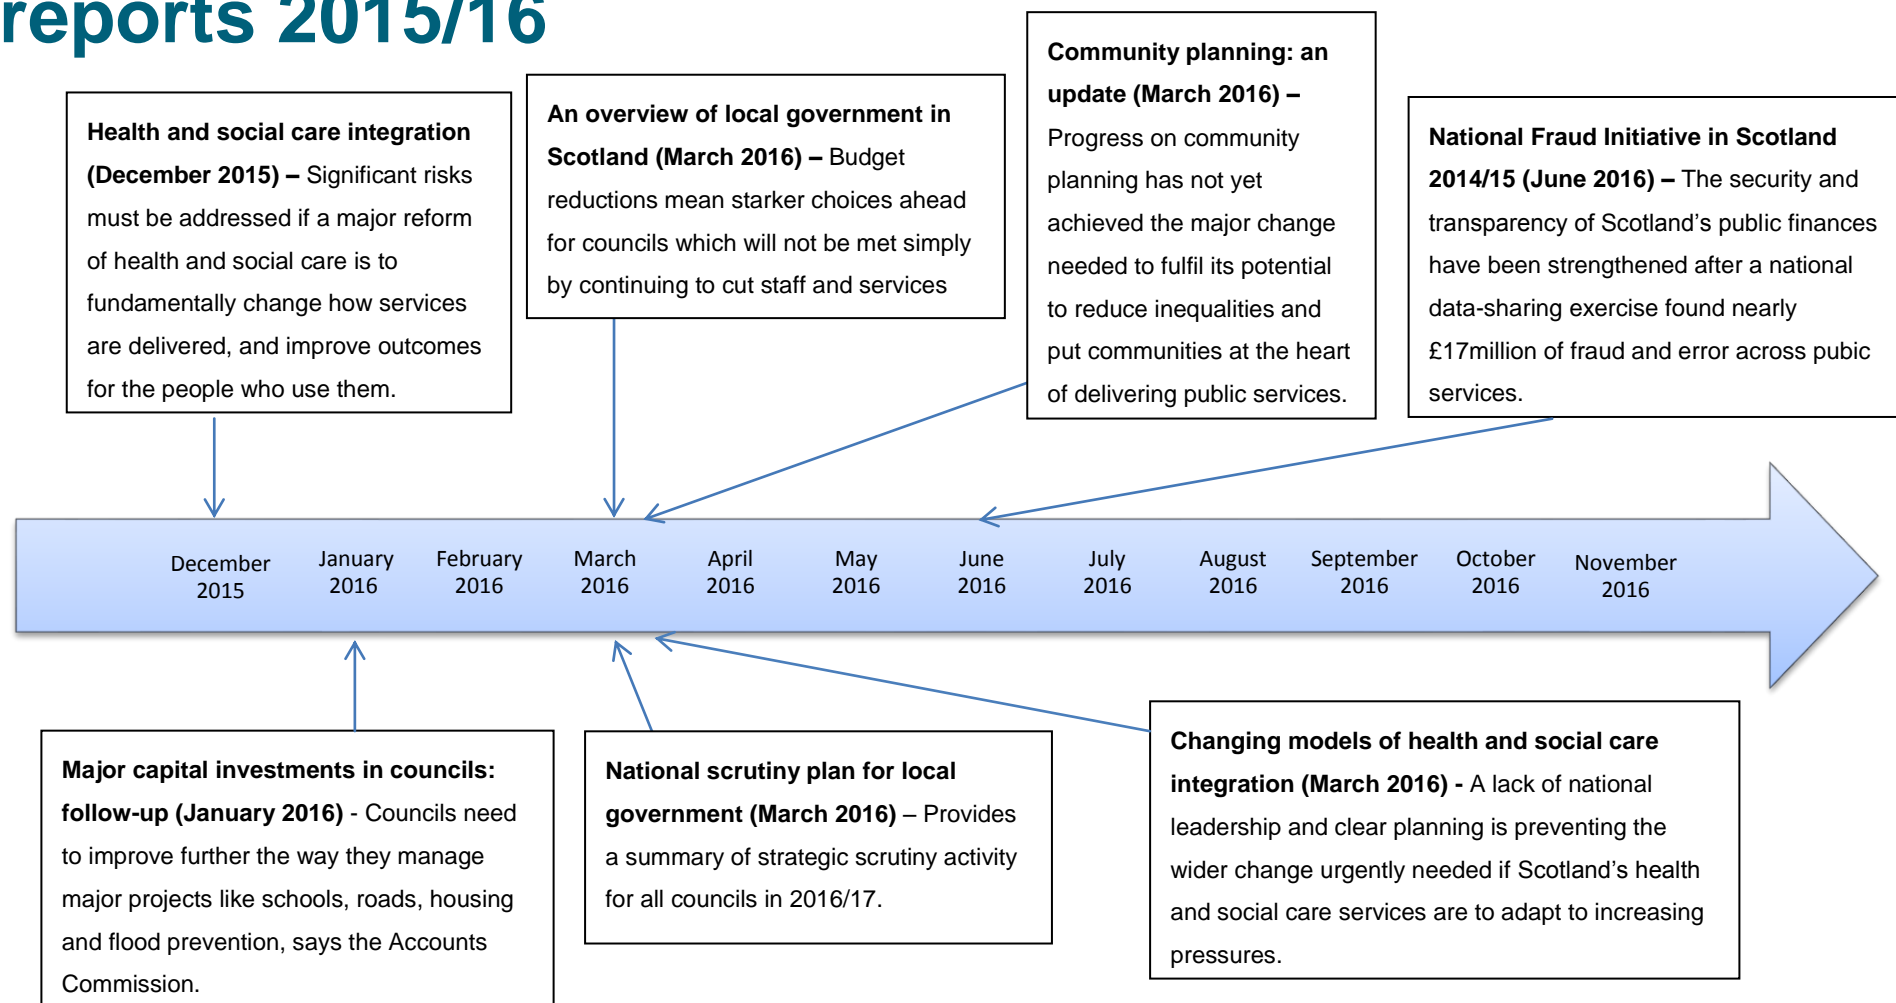 reports 2015/16
Health and social care integration
(December 2015) – Significant risks
must be addressed if a major reform
of health and social care is to
fundamentally change how services
are delivered, and improve outcomes
for the people who use them.
An overview of local government in
Scotland (March 2016) – Budget
reductions mean starker choices ahead
for councils which will not be met simply
by continuing to cut staff and services
Community planning: an
update (March 2016) –
Progress on community
planning has not yet
achieved the major change
needed to fulfil its potential
to reduce inequalities and
put communities at the heart
of delivering public services.
National Fraud Initiative in Scotland
2014/15 (June 2016) – The security and
transparency of Scotland’s public finances
have been strengthened after a national
data-sharing exercise found nearly
£17million of fraud and error across pubic
services.
December
2015
January
2016
February
2016
March
2016
April
2016
May
2016
June
2016
July
2016
August
2016
September
2016
October
2016
November
2016
Major capital investments in councils:
follow-up (January 2016) - Councils need
to improve further the way they manage
major projects like schools, roads, housing
and flood prevention, says the Accounts
Commission.
National scrutiny plan for local
government (March 2016) – Provides
a summary of strategic scrutiny activity
for all councils in 2016/17.
Changing models of health and social care
integration (March 2016) - A lack of national
leadership and clear planning is preventing the
wider change urgently needed if Scotland’s health
and social care services are to adapt to increasing
pressures.